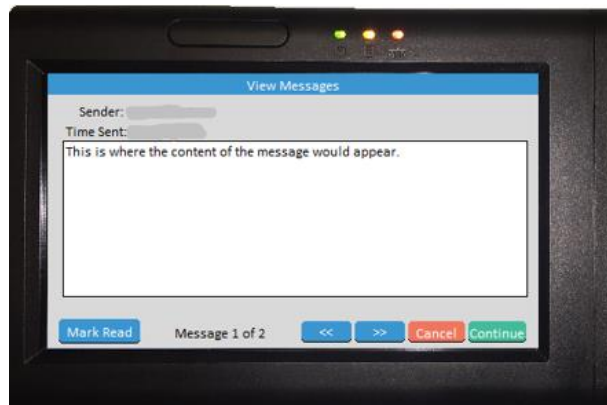 View Messages
Sender:
Time Sent:
This is where the content of the message would appear.
Mark Read Message 1 of 2 << >> Cancel Continue